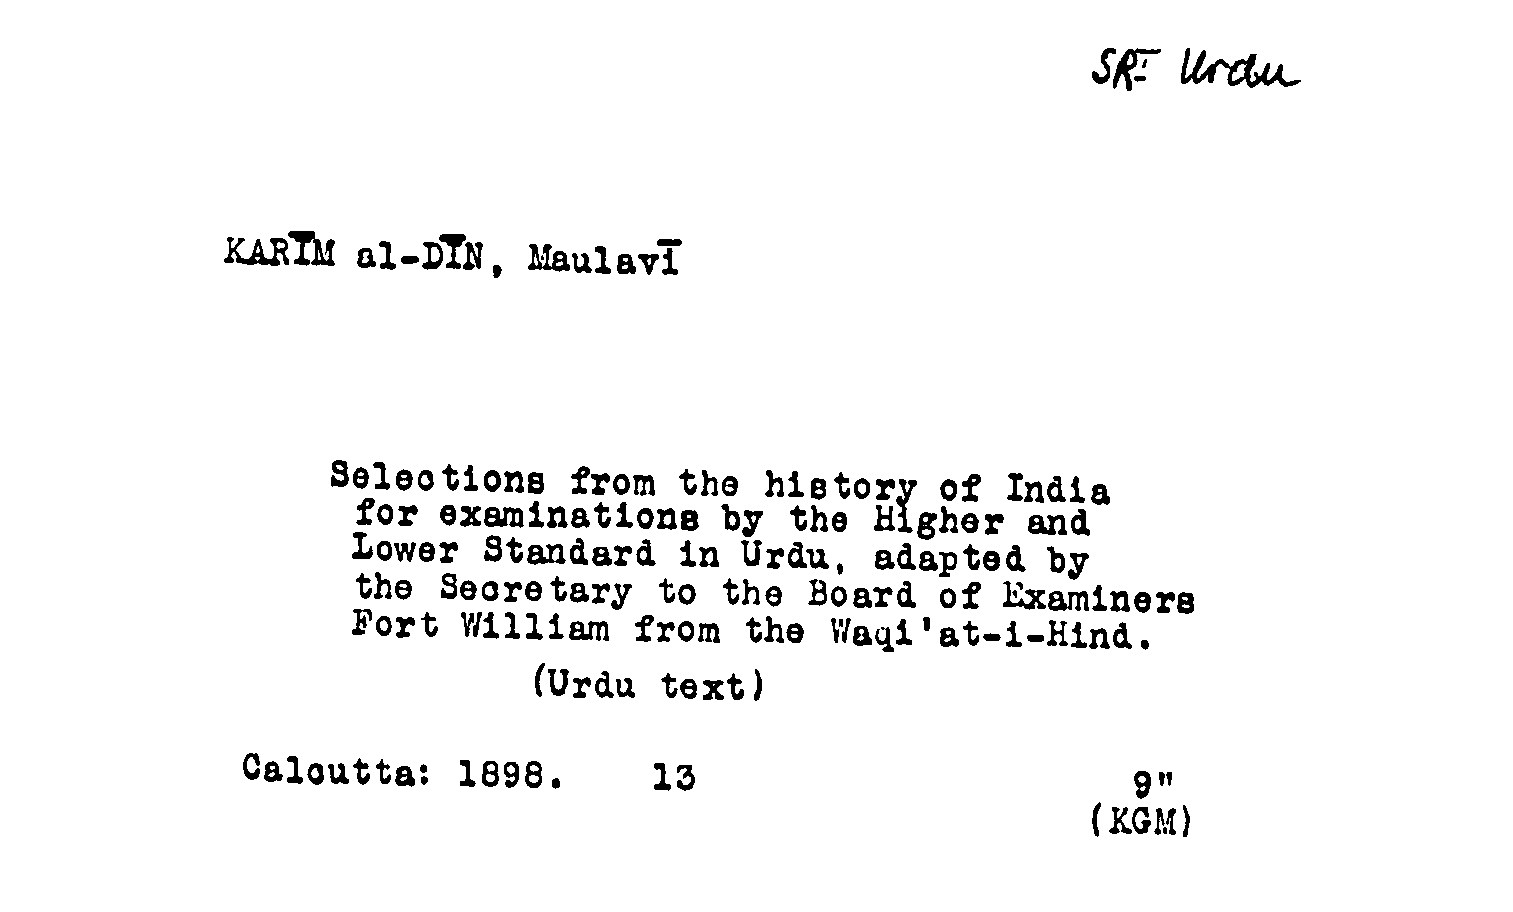 SRI Urdu
KARĪM al-DĪN, Maulavī
Selections from the history of India
for examinations by the Higher and
Lower Standard in Urdu, adapted by
the Secretary to the Board of Examiners
Fort William from the Waqi'at-i-Hind.
(Urdu text)
Calcutta: 1898. 13
9"
(KGM)